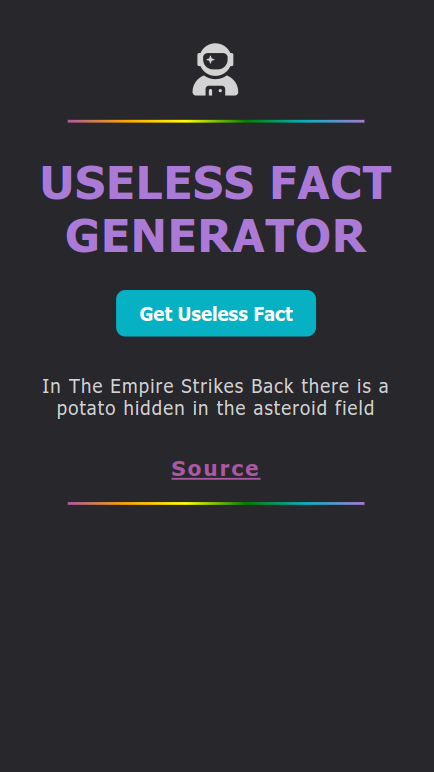 USELESS FACT
GENERATOR
Get Useless Fact
In The Empire Strikes Back there is a
potato hidden in the asteroid field
Source